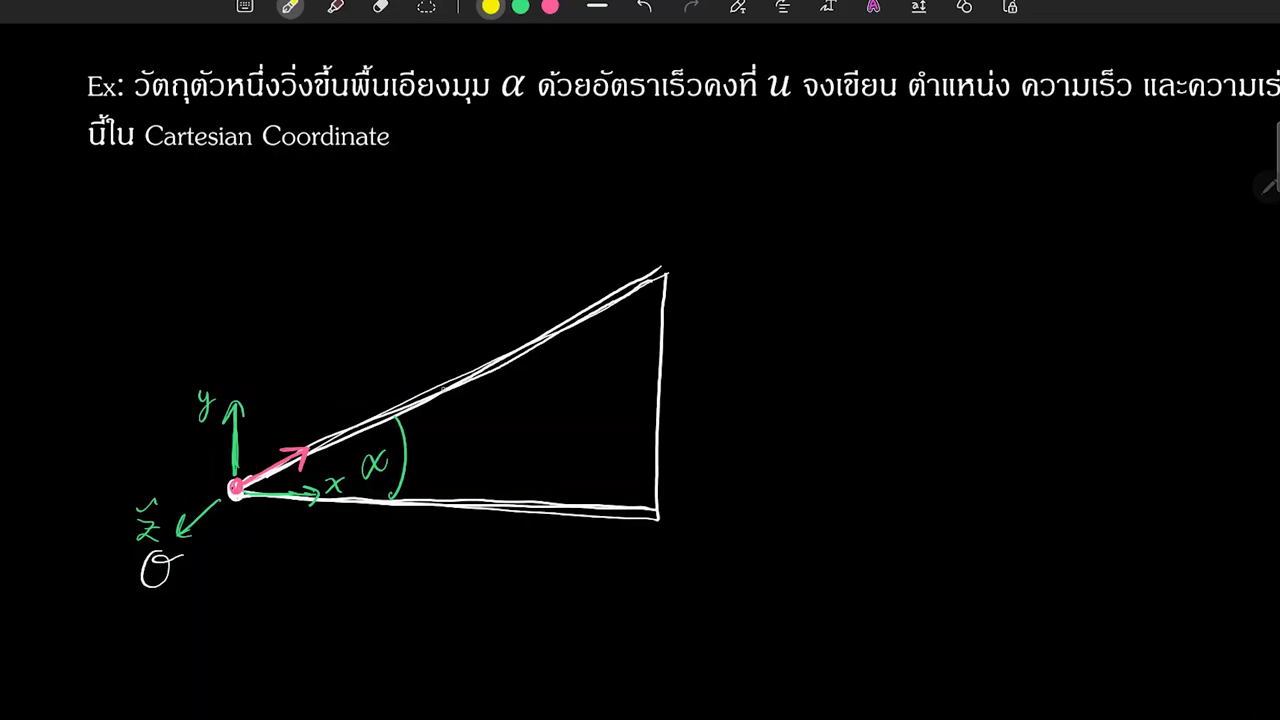 Ex: วัตถุตัวหนึ่งวิ่งขึ้นพื้นเอียงมุม α ด้วยอัตราเร็วคงที่ u จงเขียน ตำแหน่ง ความเร็ว และความเร่
นี้ใน Cartesian Coordinate
y
α
x
z
O